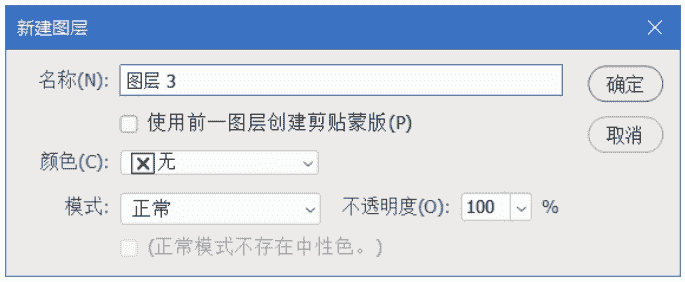 新建图层
名称(N): 图层 3 确定
使用前一图层创建剪贴蒙版(P) 取消
颜色(C): 无
模式: 正常 不透明度(O): 100 %
(正常模式不存在中性色。)